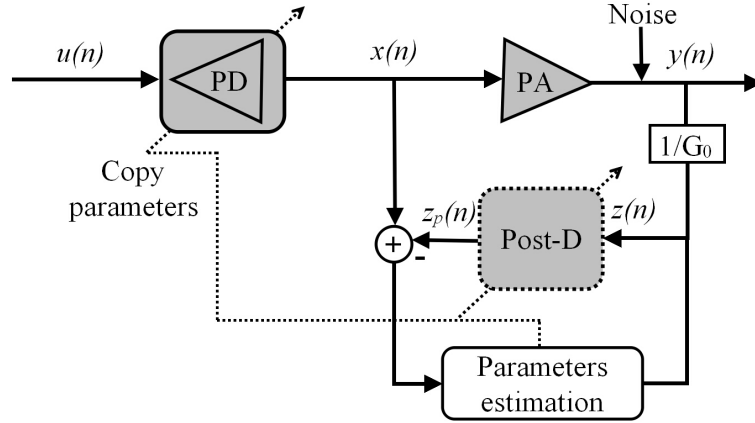 Noise
u(n)
PD
x(n)
PA
y(n)
1/G₀
Copy
parameters
zₚ(n)
Post-D
z(n)
+
-
Parameters
estimation